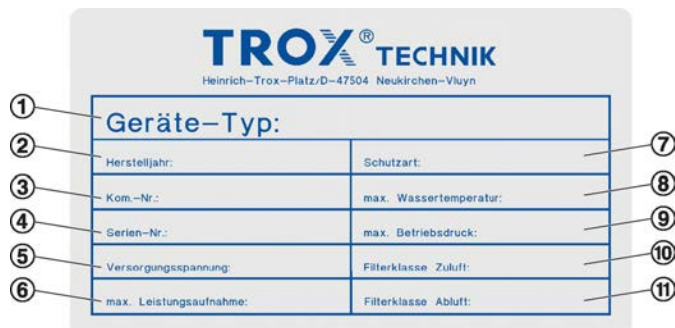 TROX® TECHNIK
Heinrich-Trox-Platz/D-47504 Neukirchen-Vluyn
① Geräte-Typ:
② Herstelljahr: Schutzart: ⑦
③ Kom.-Nr.: max. Wassertemperatur: ⑧
④ Serien-Nr.: max. Betriebsdruck: ⑨
⑤ Versorgungsspannung: Filterklasse Zuluft: ⑩
⑥ max. Leistungsaufnahme: Filterklasse Abluft: ⑪